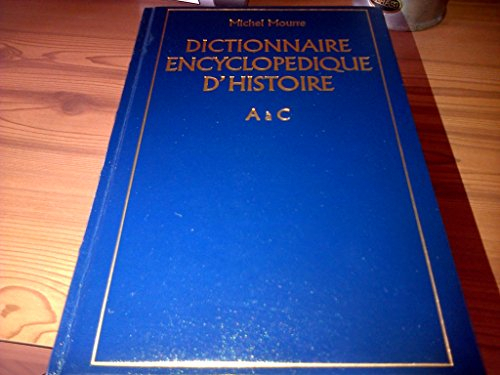 Michel Mourre
DICTIONNAIRE
ENCYCLOPEDIQUE
D'HISTOIRE
A à C